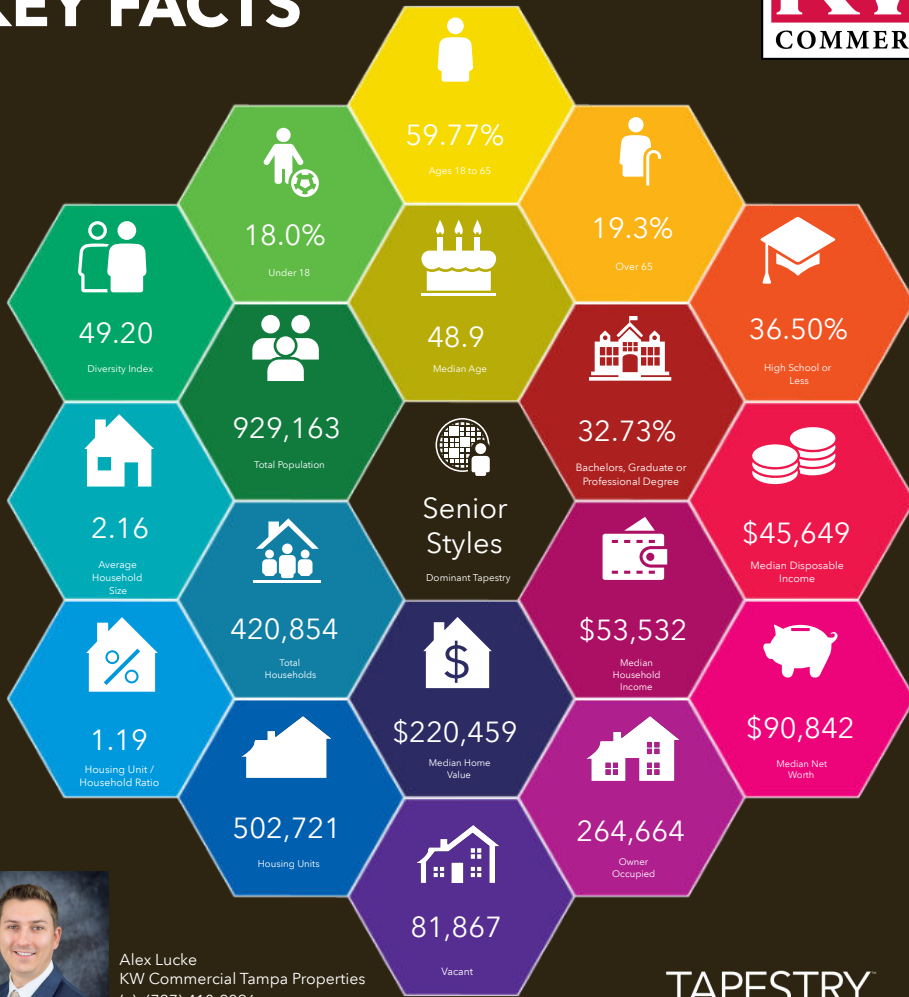 KEY FACTS
COMMER
59.77%
Ages 18 to 65
18.0%
Under 18
19.3%
Over 65
49.20
Diversity Index
48.9
Median Age
36.50%
High School or
Less
929,163
Total Population
32.73%
Bachelors, Graduate or
Professional Degree
2.16
Average
Household
Size
Senior
Styles
Dominant Tapestry
$45,649
Median Disposable
Income
420,854
Total
Households
$53,532
Median
Household
Income
1.19
Housing Unit /
Household Ratio
$
$220,459
Median Home
Value
$90,842
Median Net
Worth
502,721
Housing Units
264,664
Owner
Occupied
81,867
Vacant
Alex Lucke
KW Commercial Tampa Properties
TAPESTRY™